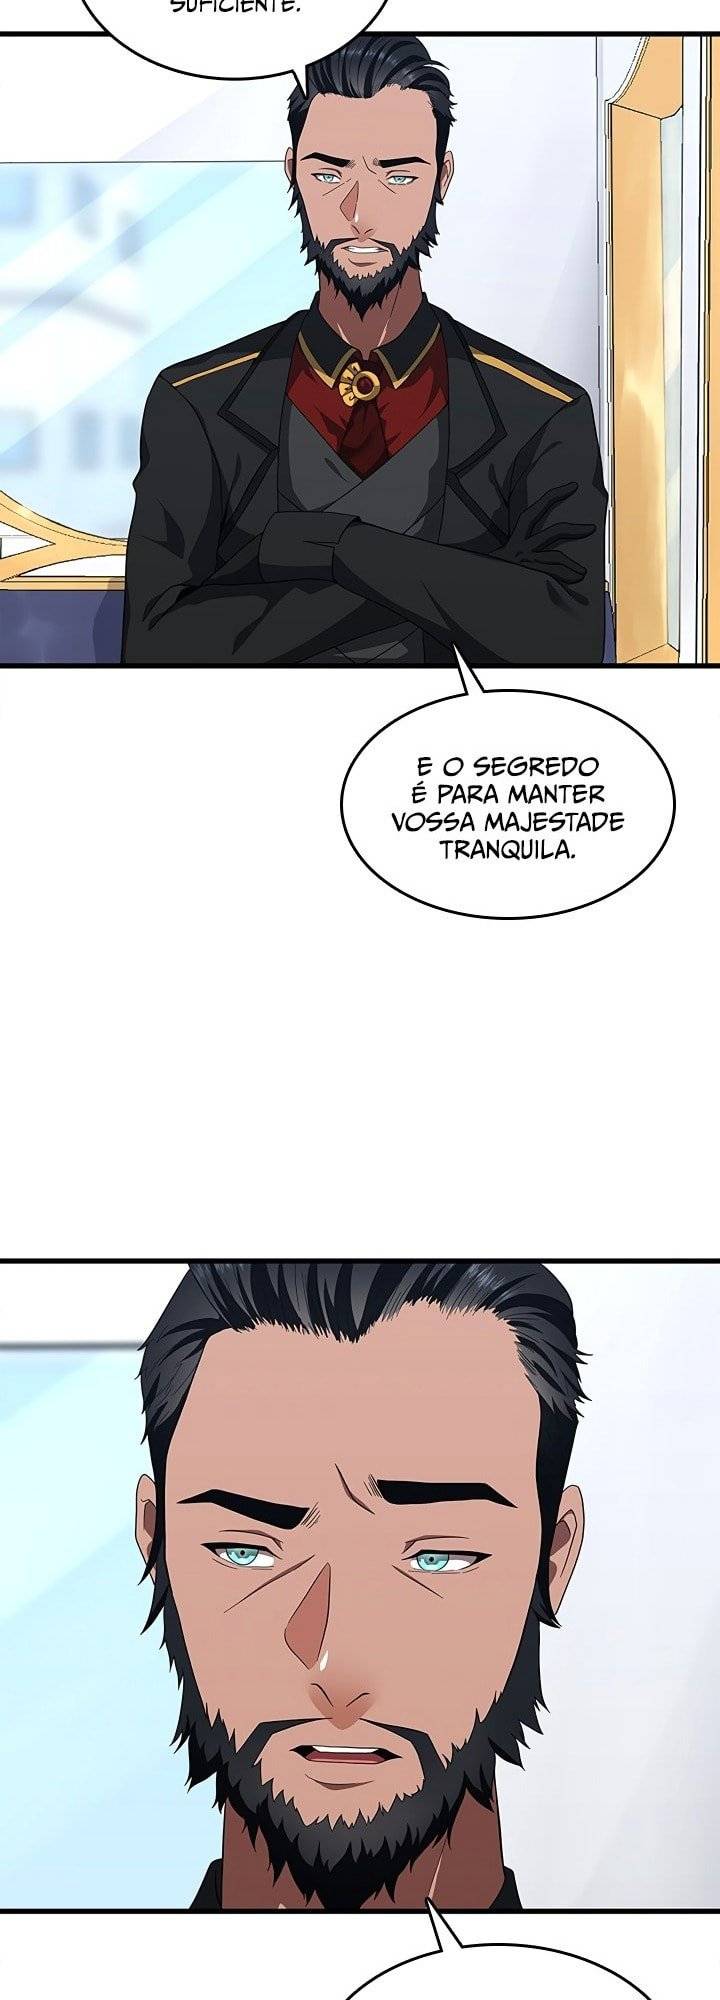 SUFICIENTE.
E O SEGREDO
É PARA MANTER
VOSSA MAJESTADE
TRANQUILA.